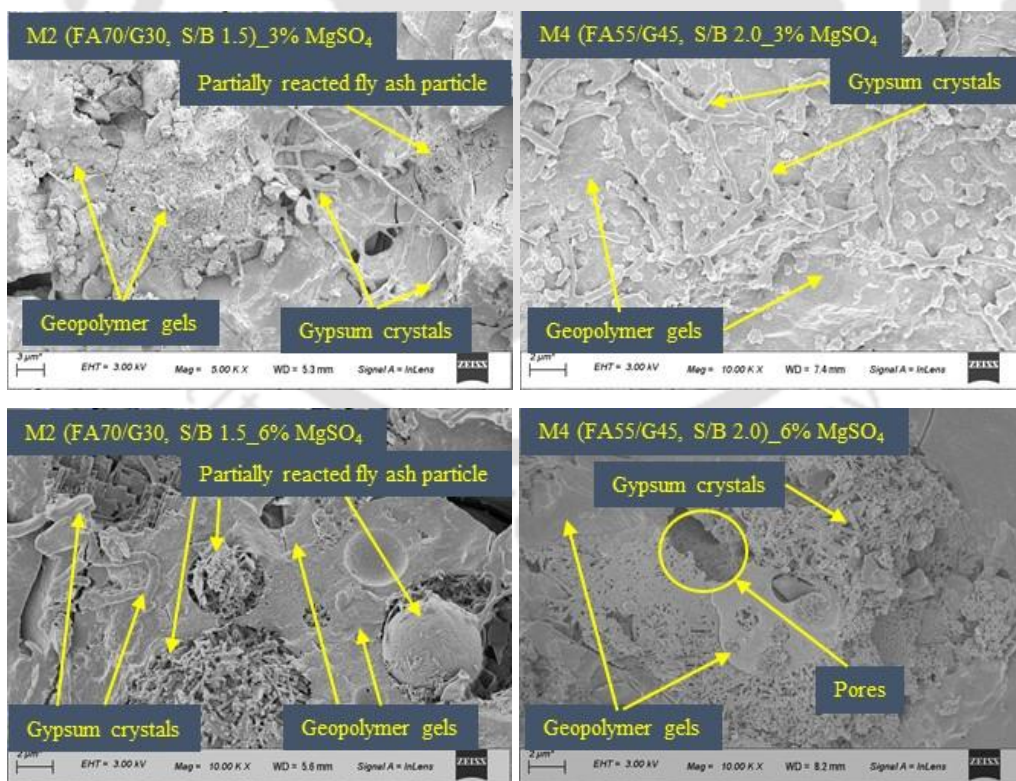 M2 (FA70/G30, S/B 1.5)_3% MgSO₄
Partially reacted fly ash particle
Geopolymer gels
Gypsum crystals
3 µm*
EHT = 3.00 kV
Mag = 5.00 K X
WD = 5.3 mm
Signal A = InLens
ZEISS
M4 (FA55/G45, S/B 2.0_3% MgSO₄
Gypsum crystals
Geopolymer gels
2 µm*
EHT = 3.00 kV
Mag = 10.00 K X
WD = 7.4 mm
Signal A = InLens
ZEISS
M2 (FA70/G30, S/B 1.5_6% MgSO₄
Partially reacted fly ash particle
Gypsum crystals
Geopolymer gels
2 µm*
EHT = 3.00 kV
Mag = 10.00 K X
WD = 5.6 mm
Signal A = InLens
ZEISS
M4 (FA55/G45, S/B 2.0)_6% MgSO₄
Gypsum crystals
Pores
Geopolymer gels
2 µm*
EHT = 3.00 kV
Mag = 10.00 K X
WD = 8.2 mm
Signal A = InLens
ZEISS